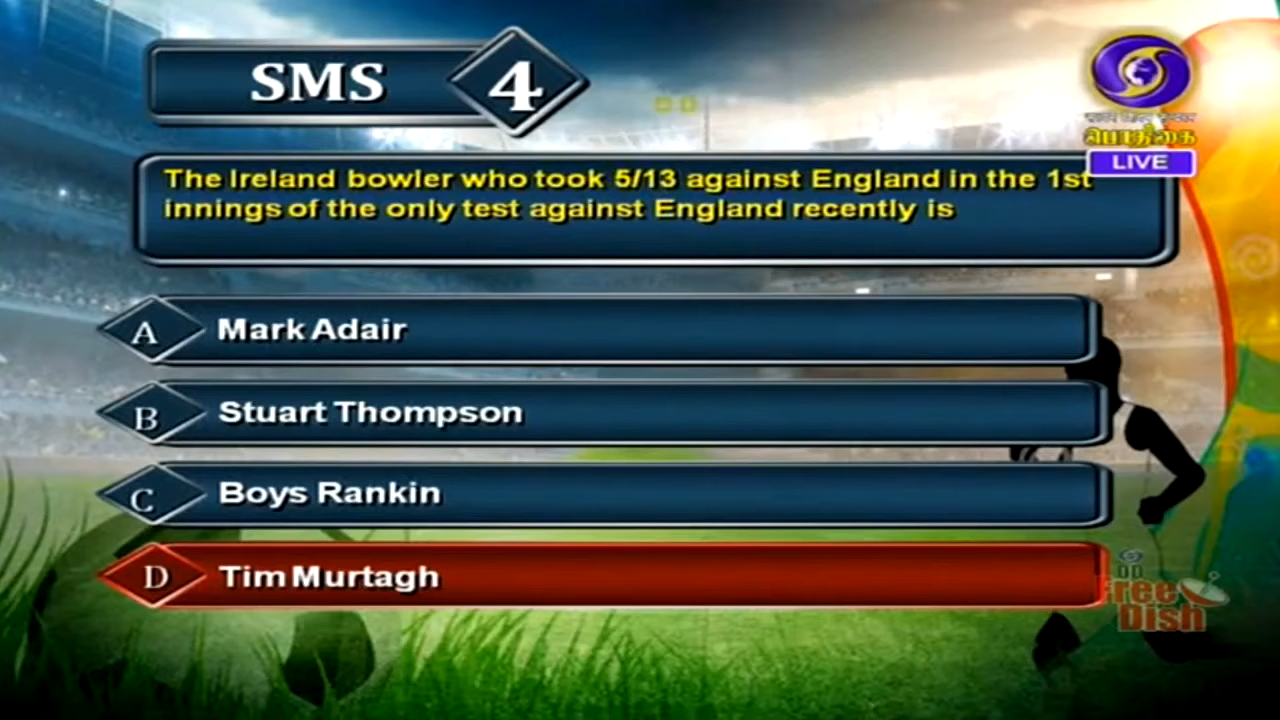 SMS 4
பொதிகை
LIVE
The Ireland bowler who took 5/13 against England in the 1st
innings of the only test against England recently is
A Mark Adair
B Stuart Thompson
C Boys Rankin
D Tim Murtagh
DD
Free
Dish